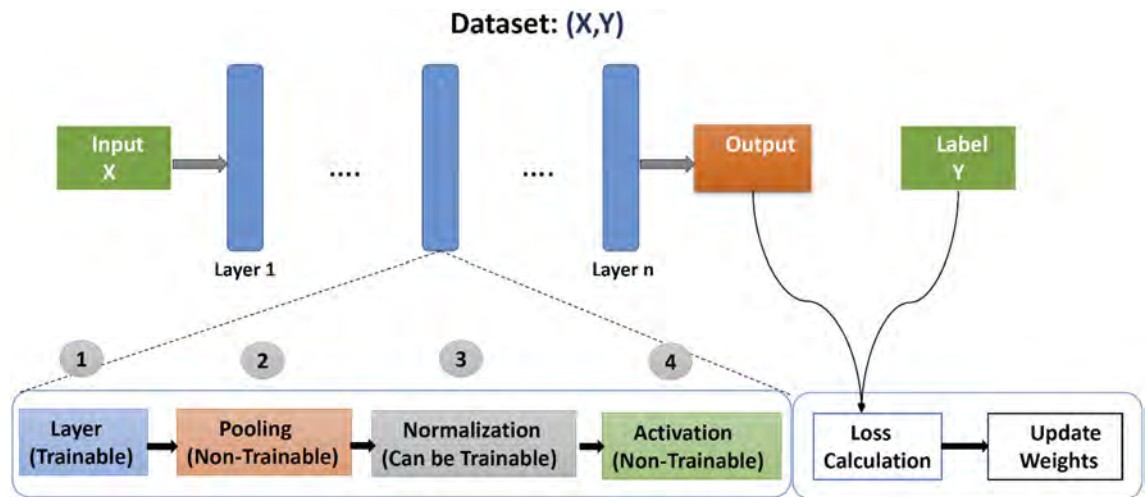 Dataset: (X,Y)
Input
X
Output
Label
Y
....
....
Layer 1
Layer n
1
2
3
4
Layer
(Trainable)
Pooling
(Non-Trainable)
Normalization
(Can be Trainable)
Activation
(Non-Trainable)
Loss
Calculation
Update
Weights